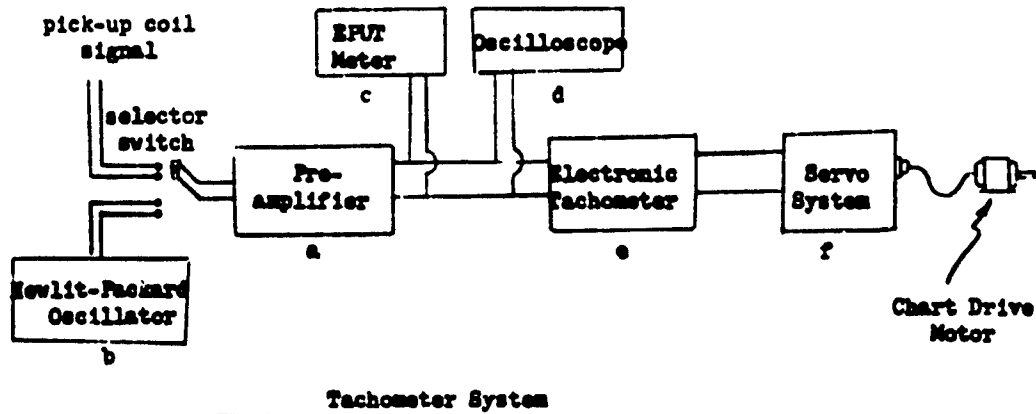 pick-up coil
signal
EPUT
Meter
c
Oscilloscope
d
selector
switch
Pre-
amplifier
a
Electronic
Tachometer
e
Servo
System
f
Hewlit-Packard
Oscillator
b
Chart Drive
Motor
Tachometer System